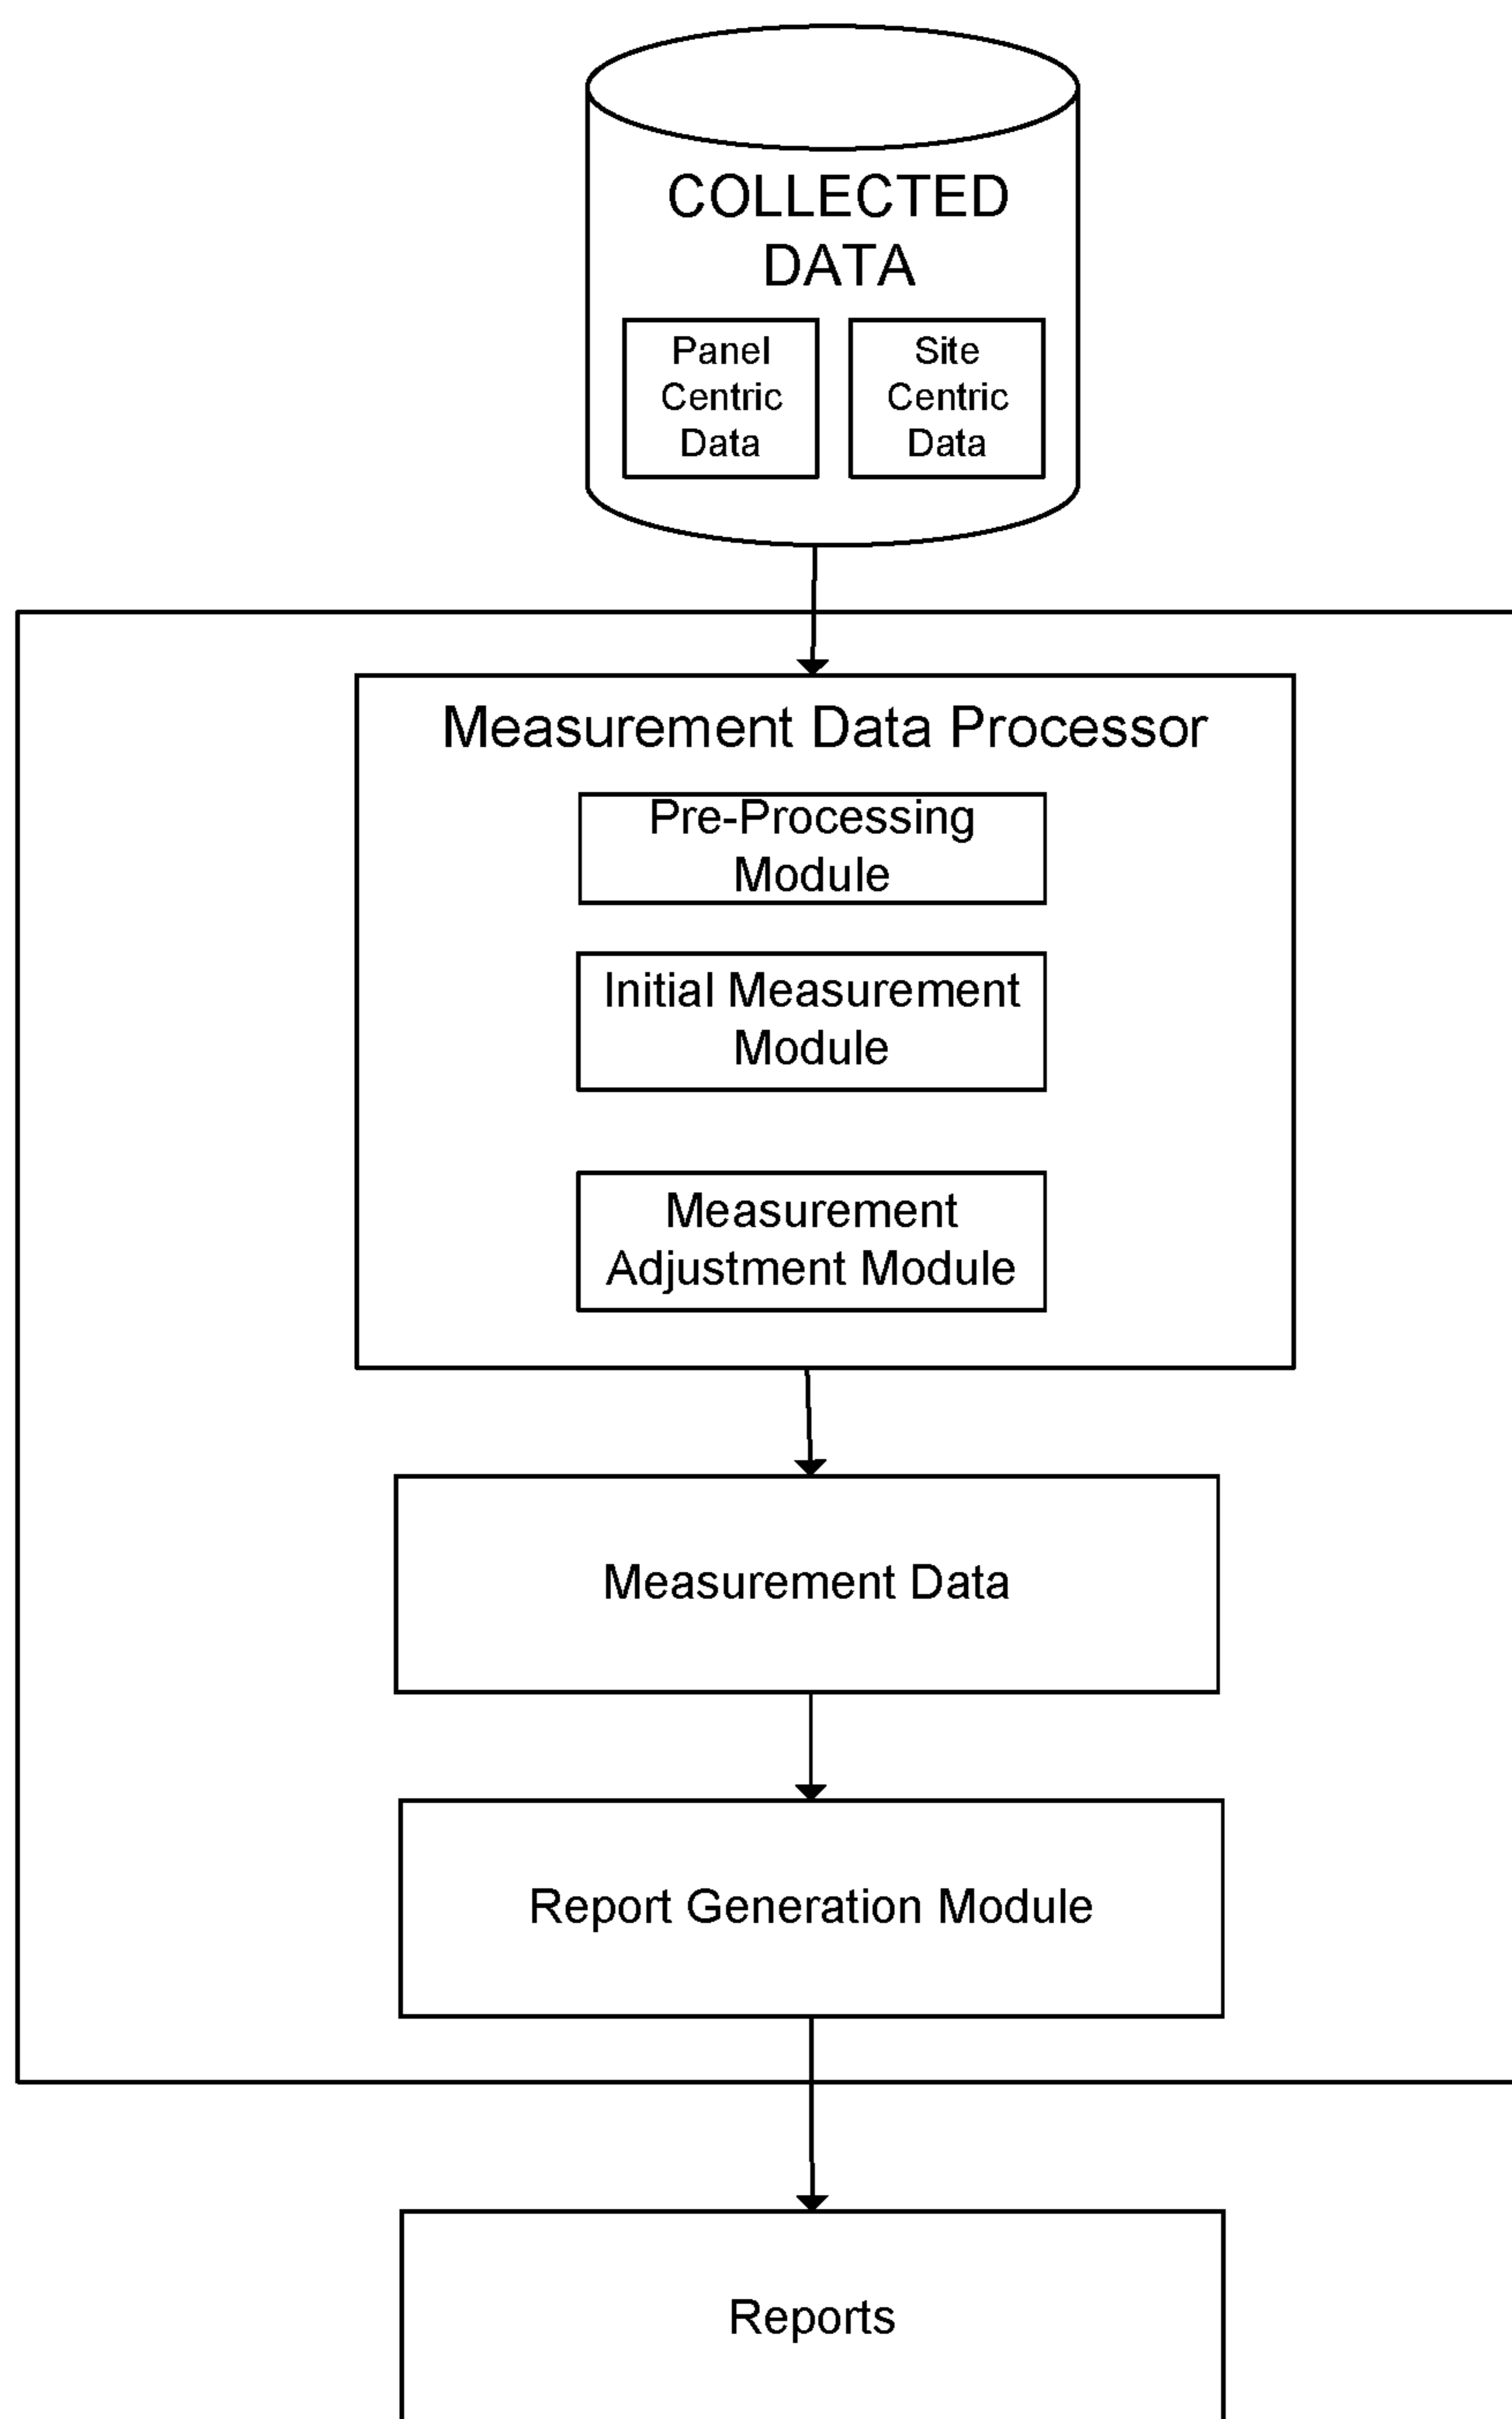 COLLECTED
DATA
Panel
Centric
Data
Site
Centric
Data
Measurement Data Processor
Pre-Processing
Module
Initial Measurement
Module
Measurement
Adjustment Module
Measurement Data
Report Generation Module
Reports